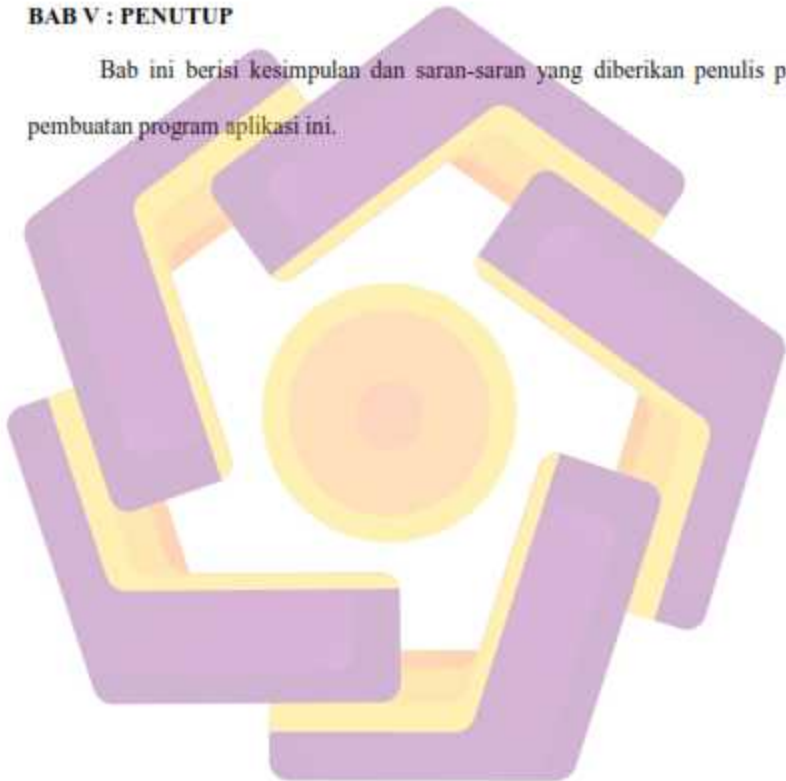 BAB V : PENUTUP
Bab ini berisi kesimpulan dan saran-saran yang diberikan penulis p
pembuatan program aplikasi ini.